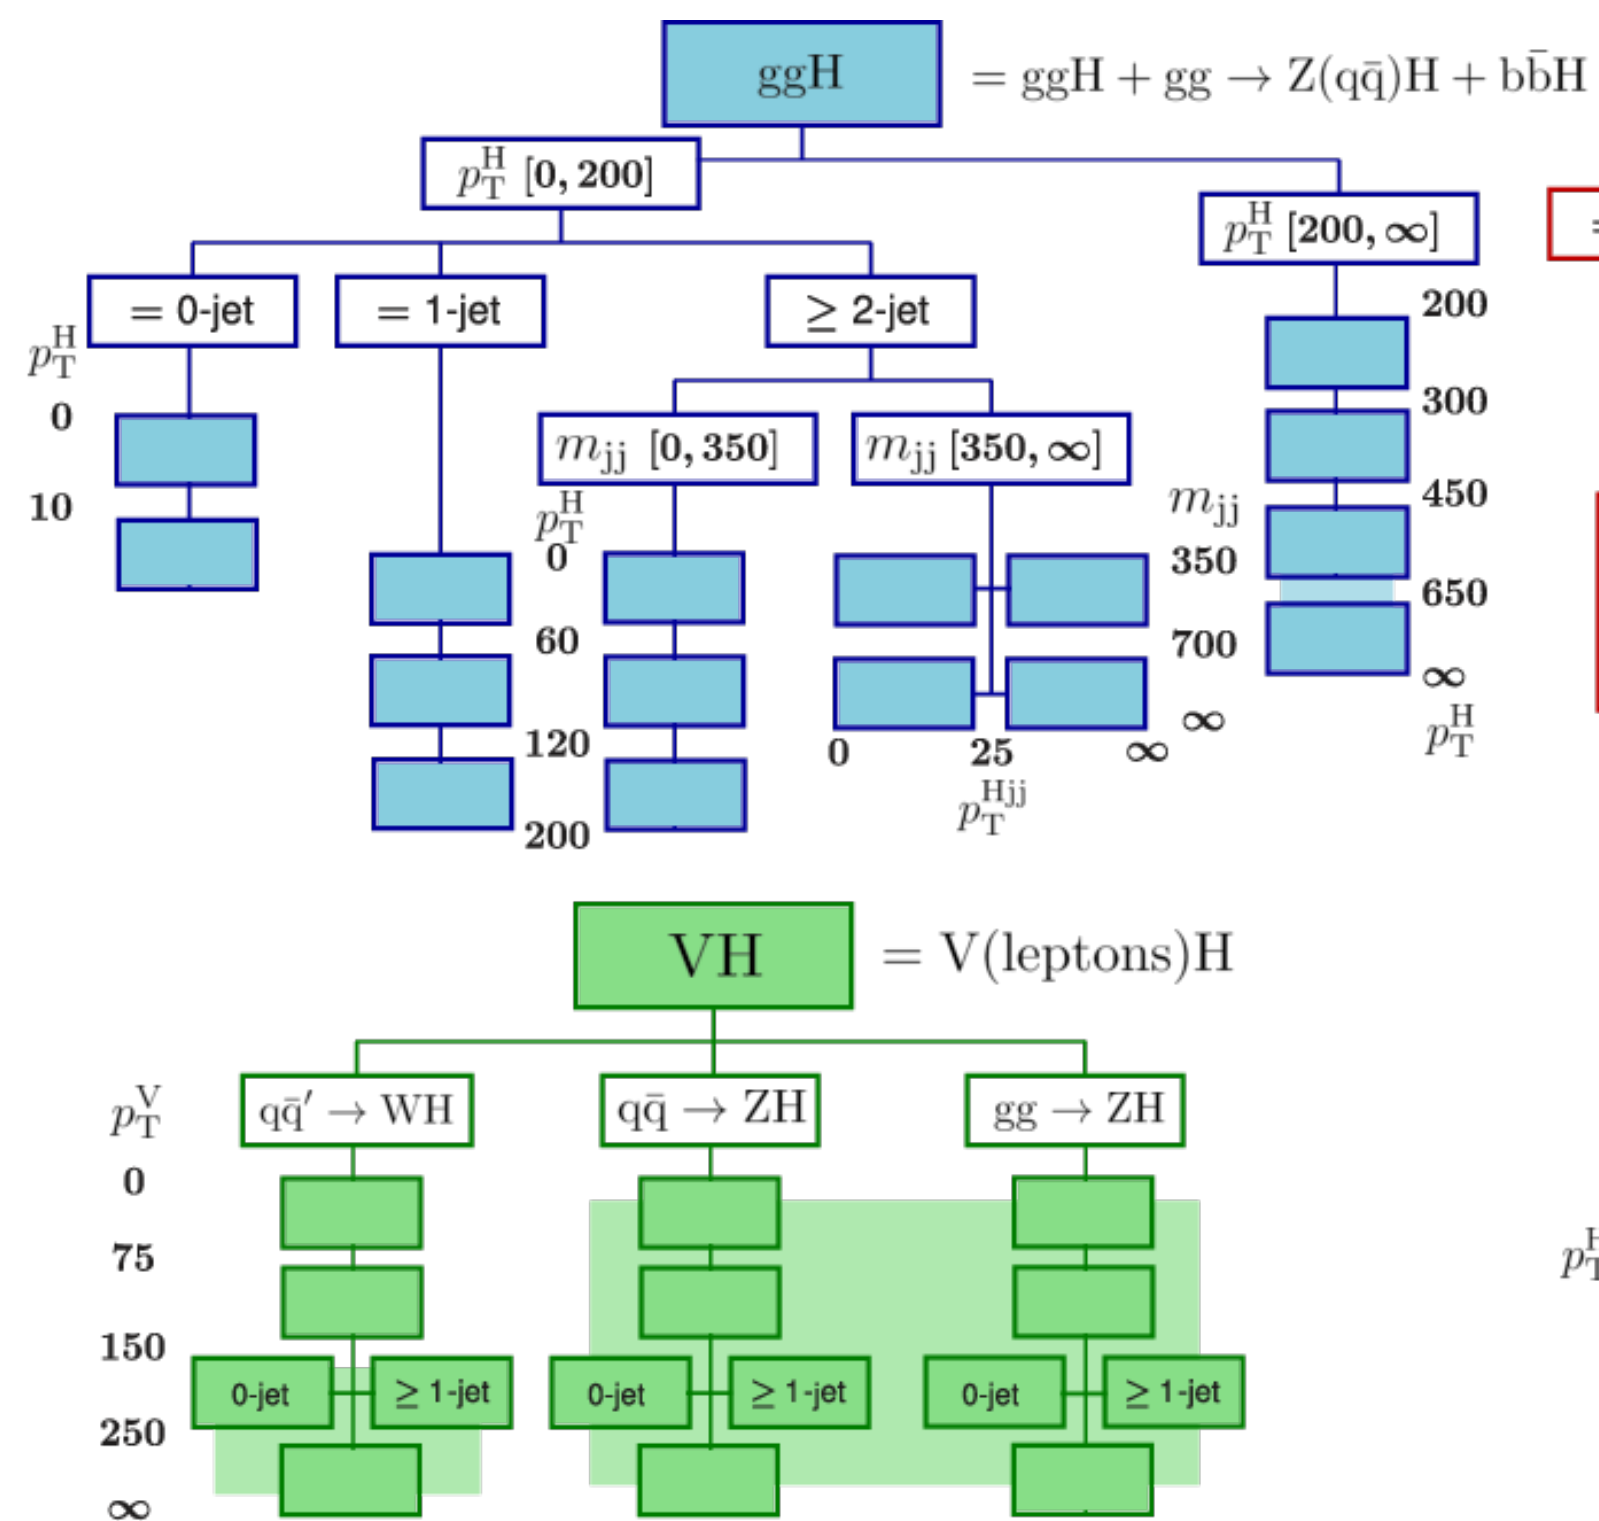 ggH = ggH + gg → Z(qq̄)H + bb̄H
p_T^H [0, 200]
p_T^H [200, ∞]
=
= 0-jet
= 1-jet
≥ 2-jet
p_T^H
0
10
m_jj [0, 350]
m_jj [350, ∞]
p_T^H
0
60
120
200
m_jj
350
700
∞
0 25 ∞
p_T^Hjj
200
300
450
650
∞
p_T^H
VH = V(leptons)H
p_T^V
qq̄′ → WH
qq̄ → ZH
gg → ZH
0
75
150
250
∞
0-jet ≥ 1-jet
0-jet ≥ 1-jet
0-jet ≥ 1-jet
p_T^H